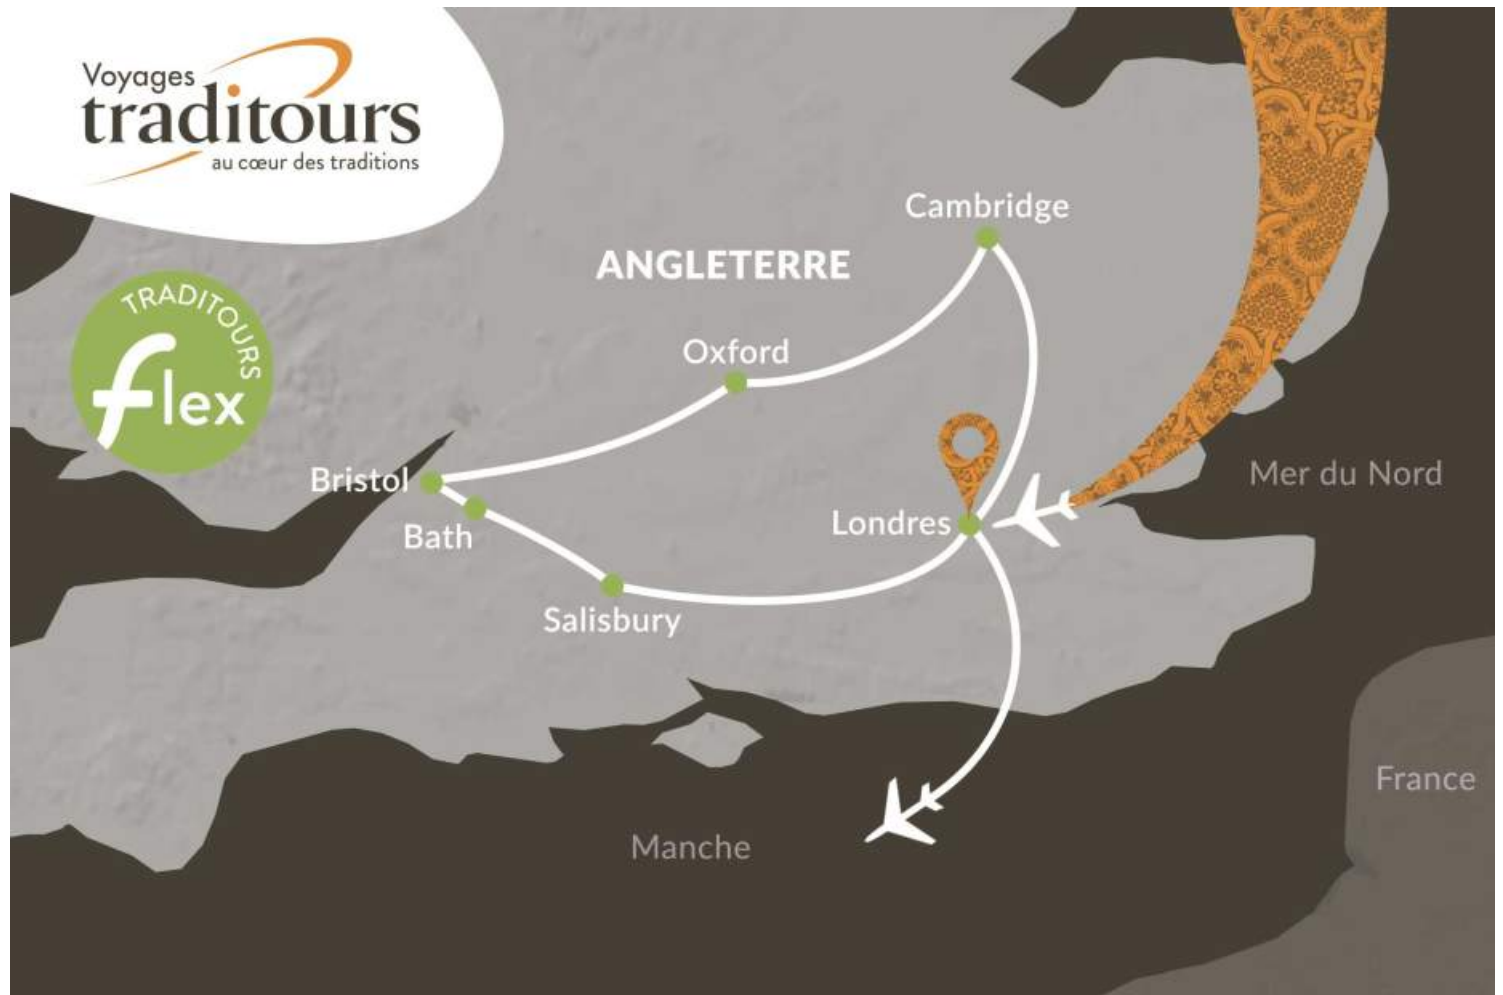 Voyages
traditours
au cœur des traditions
TRADITOURS
flex
Cambridge
ANGLETERRE
Oxford
Bristol
Bath
Londres
Mer du Nord
Salisbury
France
Manche